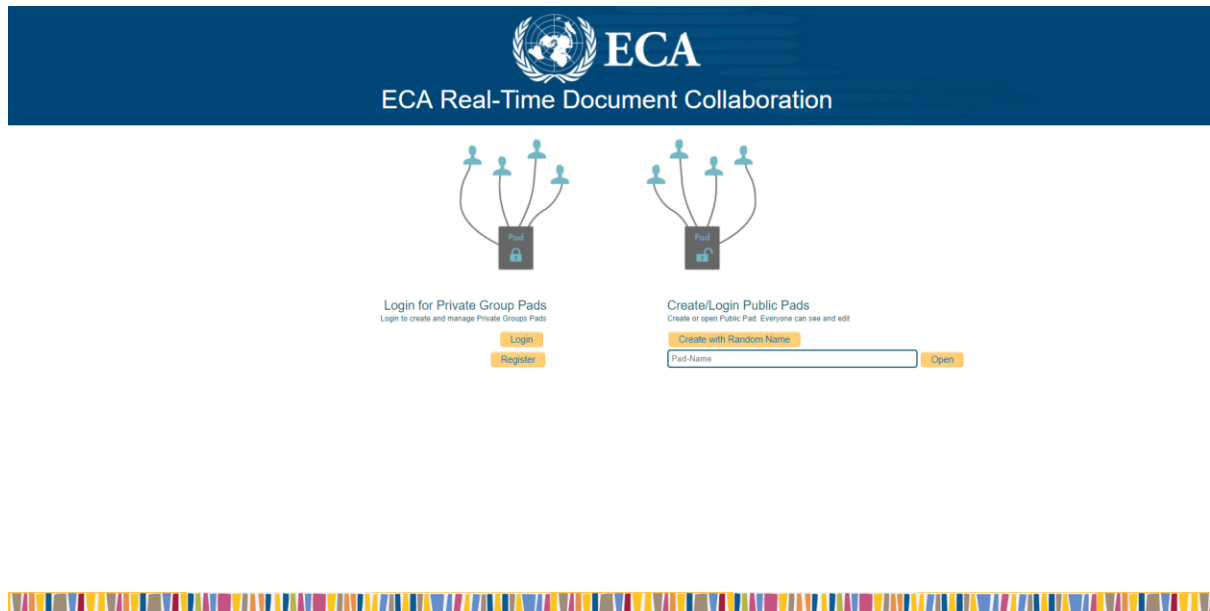 ECA
ECA Real-Time Document Collaboration
Pad
Pad
Login for Private Group Pads
Login to create and manage Private Groups Pads
Login
Register
Create/Login Public Pads
Create or open Public Pad. Everyone can see and edit
Create with Random Name
Pad-Name
Open